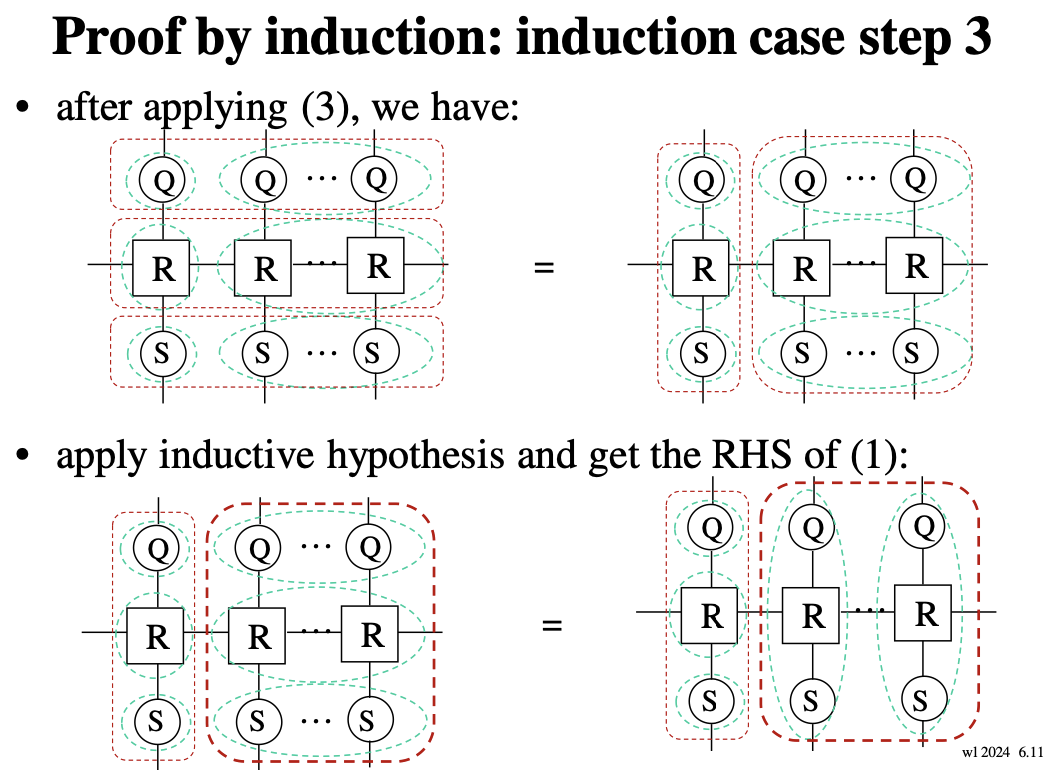 Proof by induction: induction case step 3
• after applying (3), we have:
Q Q ··· Q Q Q ··· Q
R R ··· R = R R ··· R
S S ··· S S S ··· S
• apply inductive hypothesis and get the RHS of (1):
Q Q ··· Q Q Q Q
R R ··· R = R R ··· R
S S ··· S S S S
wl 2024 6.11